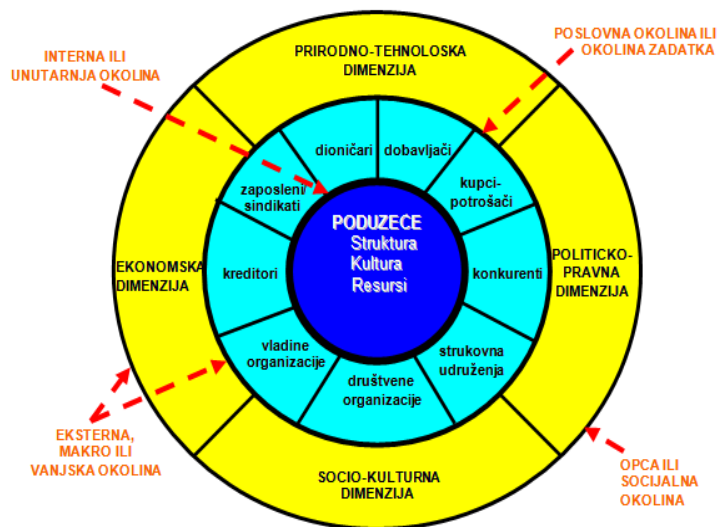 INTERNA ILI
UNUTARNJA OKOLINA
POSLOVNA OKOLINA ILI
OKOLINA ZADATKA
PRIRODNO-TEHNOLOSKA
DIMENZIJA
dioničari
dobavljači
zaposleni/
sindikati
kupci-
potrošači
PODUZECE
Struktura
Kultura
Resursi
EKONOMSKA
DIMENZIJA
kreditori
konkurenti
POLITICKO-
PRAVNA
DIMENZIJA
vladine
organizacije
strukovna
udruženja
društvene
organizacije
EKSTERNA,
MAKRO ILI
VANJSKA OKOLINA
SOCIO-KULTURNA
DIMENZIJA
OPCA ILI
SOCIJALNA
OKOLINA